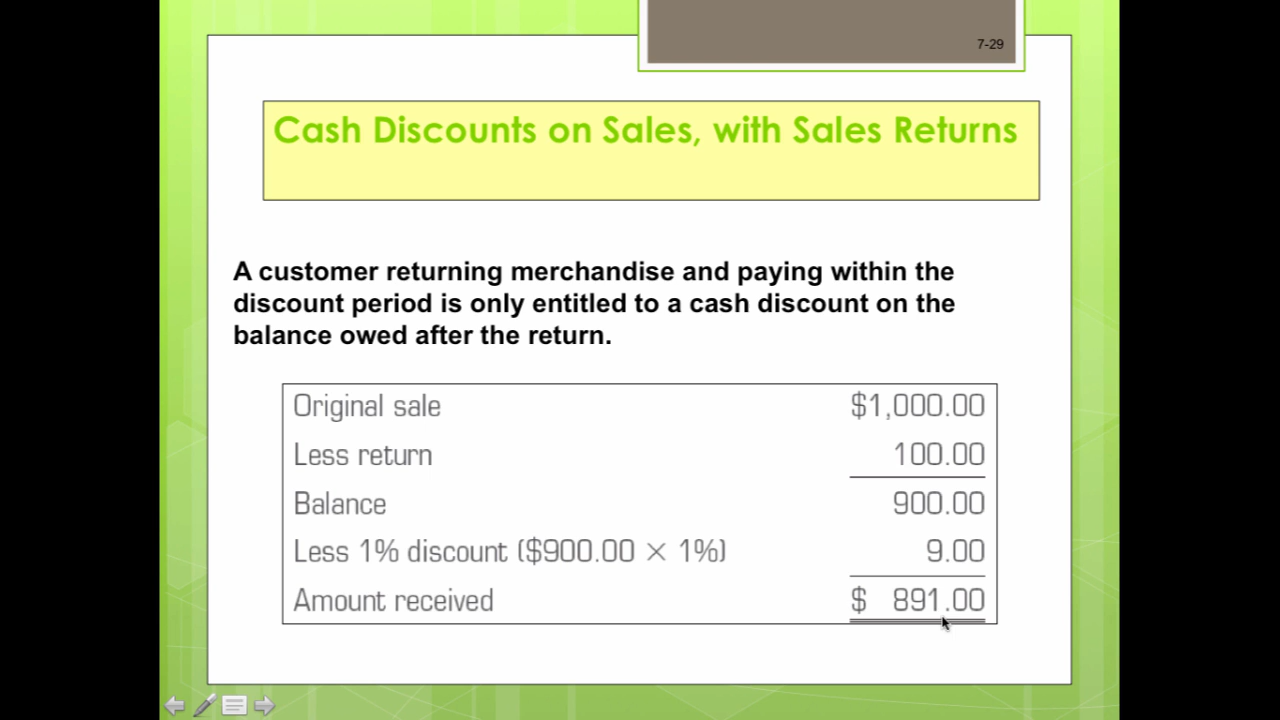 7-29
Cash Discounts on Sales, with Sales Returns
A customer returning merchandise and paying within the
discount period is only entitled to a cash discount on the
balance owed after the return.
Original sale $1,000.00
Less return 100.00
Balance 900.00
Less 1% discount ($900.00 × 1%) 9.00
Amount received $ 891.00